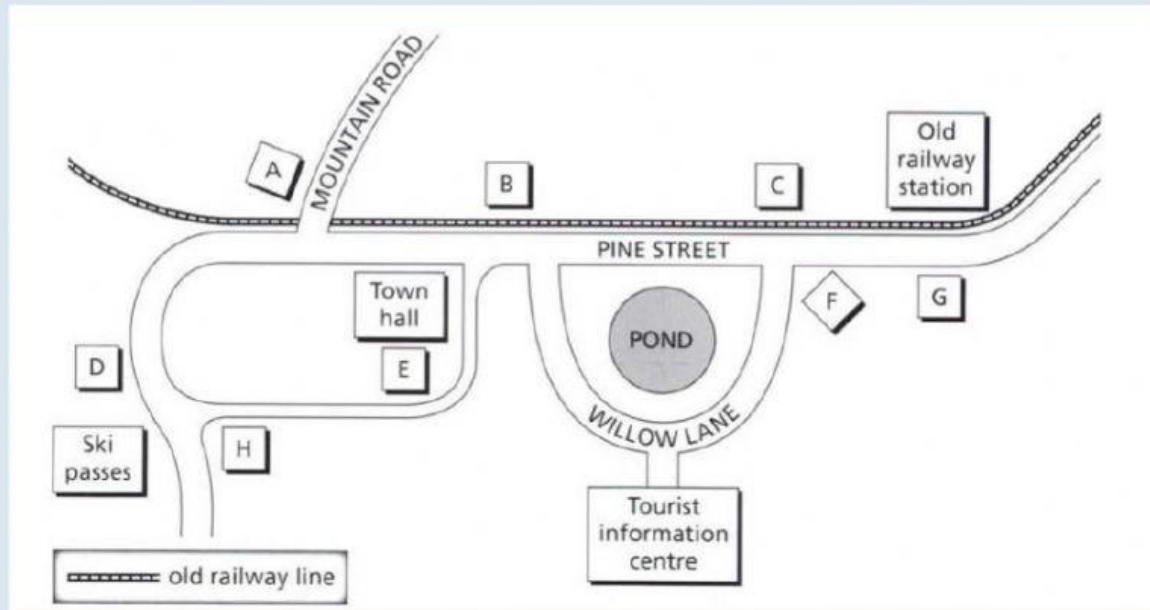 MOUNTAIN ROAD
A
B
C
Old
railway
station
PINE STREET
Town
hall
POND
F
G
D
E
WILLOW LANE
Ski
passes
H
Tourist
information
centre
old railway line